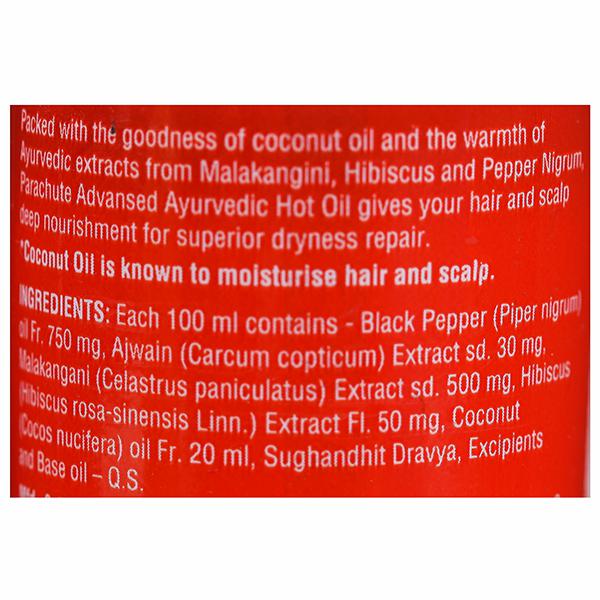 Packed with the goodness of coconut oil and the warmth of
Ayurvedic extracts from Malakangini, Hibiscus and Pepper Nigrum,
Parachute Advansed Ayurvedic Hot Oil gives your hair and scalp
deep nourishment for superior dryness repair.
*Coconut Oil is known to moisturise hair and scalp.
INGREDIENTS: Each 100 ml contains - Black Pepper (Piper nigrum)
oil Fr. 750 mg, Ajwain (Carcum copticum) Extract sd. 30 mg,
Malakangani (Celastrus paniculatus) Extract sd. 500 mg, Hibiscus
(Hibiscus rosa-sinensis Linn.) Extract Fl. 50 mg, Coconut
(Cocos nucifera) oil Fr. 20 ml, Sughandhit Dravya, Excipients
and Base oil – Q.S.